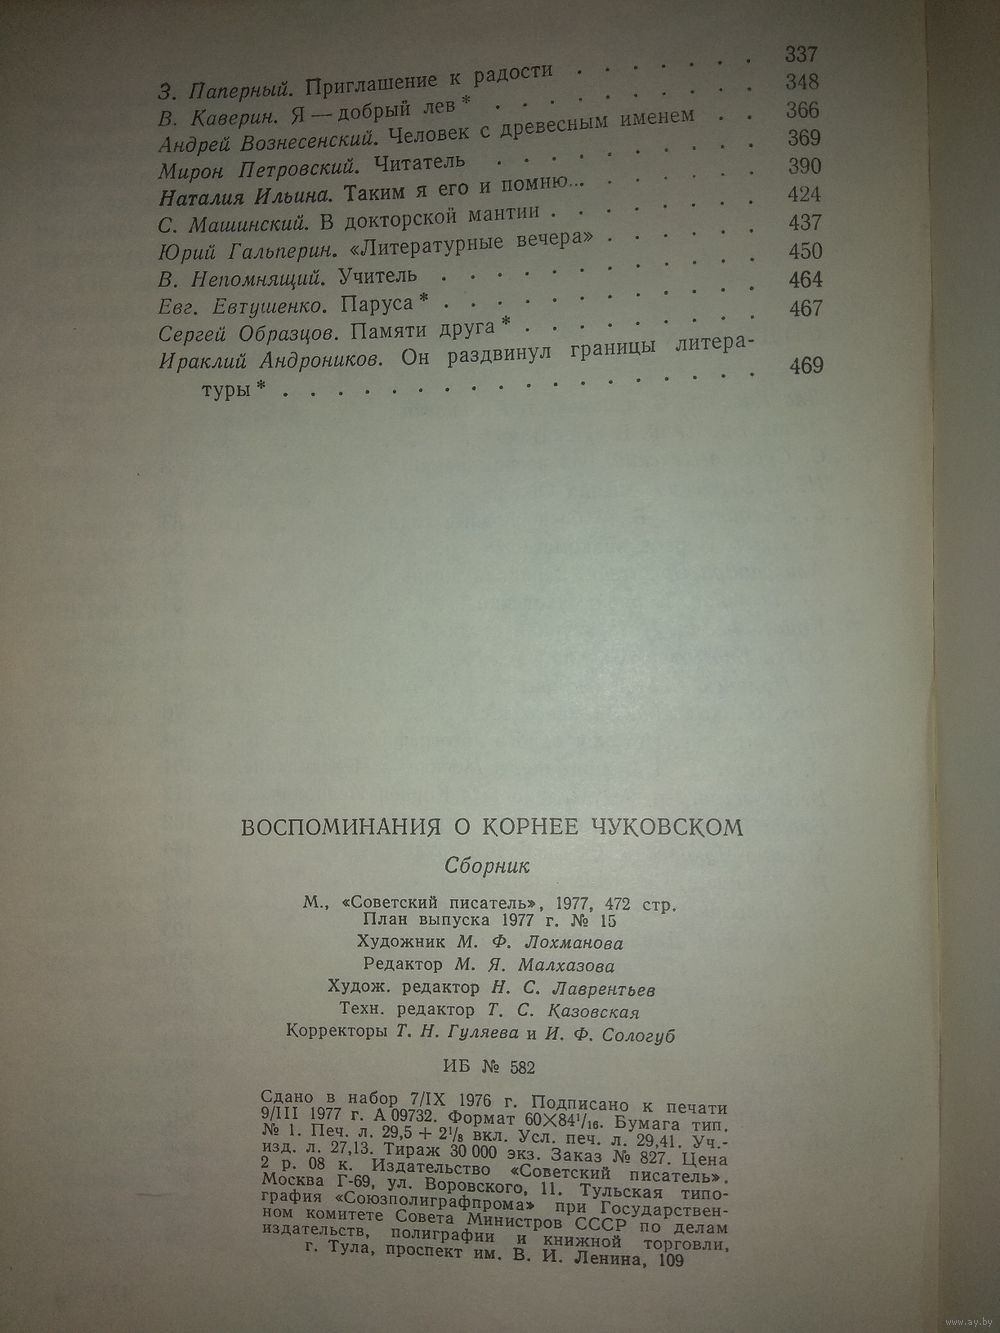 З. Паперный. Приглашение к радости . . . . . . . 337
В. Каверин. Я — добрый лев * . . . . . . . . . . 348
Андрей Вознесенский. Человек с древесным именем . . 366
Мирон Петровский. Читатель . . . . . . . . . . 369
Наталия Ильина. Таким я его и помню... . . . . . . 390
С. Машинский. В докторской мантии . . . . . . . . 424
Юрий Гальперин. «Литературные вечера» . . . . . . 437
В. Непомнящий. Учитель . . . . . . . . . . . . 450
Евг. Евтушенко. Паруса * . . . . . . . . . . . . 464
Сергей Образцов. Памяти друга * . . . . . . . . . 467
Ираклий Андроников. Он раздвинул границы литера-
туры * . . . . . . . . . . . . . . . . . . 469
ВОСПОМИНАНИЯ О КОРНЕЕ ЧУКОВСКОМ
Сборник
М., «Советский писатель», 1977, 472 стр.
План выпуска 1977 г. № 15
Художник М. Ф. Лохманова
Редактор М. Я. Малхазова
Худож. редактор Н. С. Лаврентьев
Техн. редактор Т. С. Казовская
Корректоры Т. Н. Гуляева и И. Ф. Сологуб
ИБ № 582
Сдано в набор 7/IX 1976 г. Подписано к печати
9/III 1977 г. А 09732. Формат 60X84¹/₁₆. Бумага тип.
№ 1. Печ. л. 29,5 + 2¹/₈ вкл. Усл. печ. л. 29,41. Уч.-
изд. л. 27,13. Тираж 30 000 экз. Заказ № 827. Цена
2 р. 08 к. Издательство «Советский писатель».
Москва Г-69, ул. Воровского, 11. Тульская типо-
графия «Союзполиграфпрома» при Государствен-
ном комитете Совета Министров СССР по делам
издательств, полиграфии и книжной торговли,
г. Тула, проспект им. В. И. Ленина, 109
www.ay.by